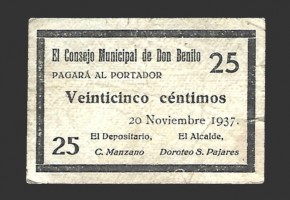 El Consejo Municipal de Don Benito
25
PAGARÁ AL PORTADOR
Veinticinco céntimos
20 Noviembre 1937.
25
El Depositario, El Alcalde,
C. Manzano Doroteo S. Pajares